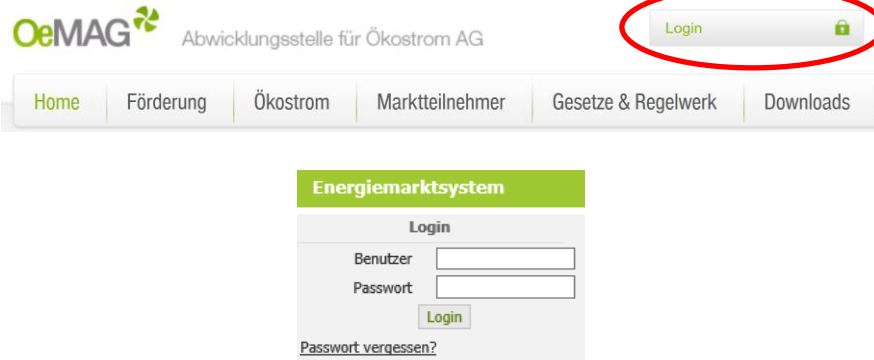 OeMAG Abwicklungsstelle für Ökostrom AG
Login
Home Förderung Ökostrom Marktteilnehmer Gesetze & Regelwerk Downloads
Energiemarktsystem
Login
Benutzer
Passwort
Login
Passwort vergessen?